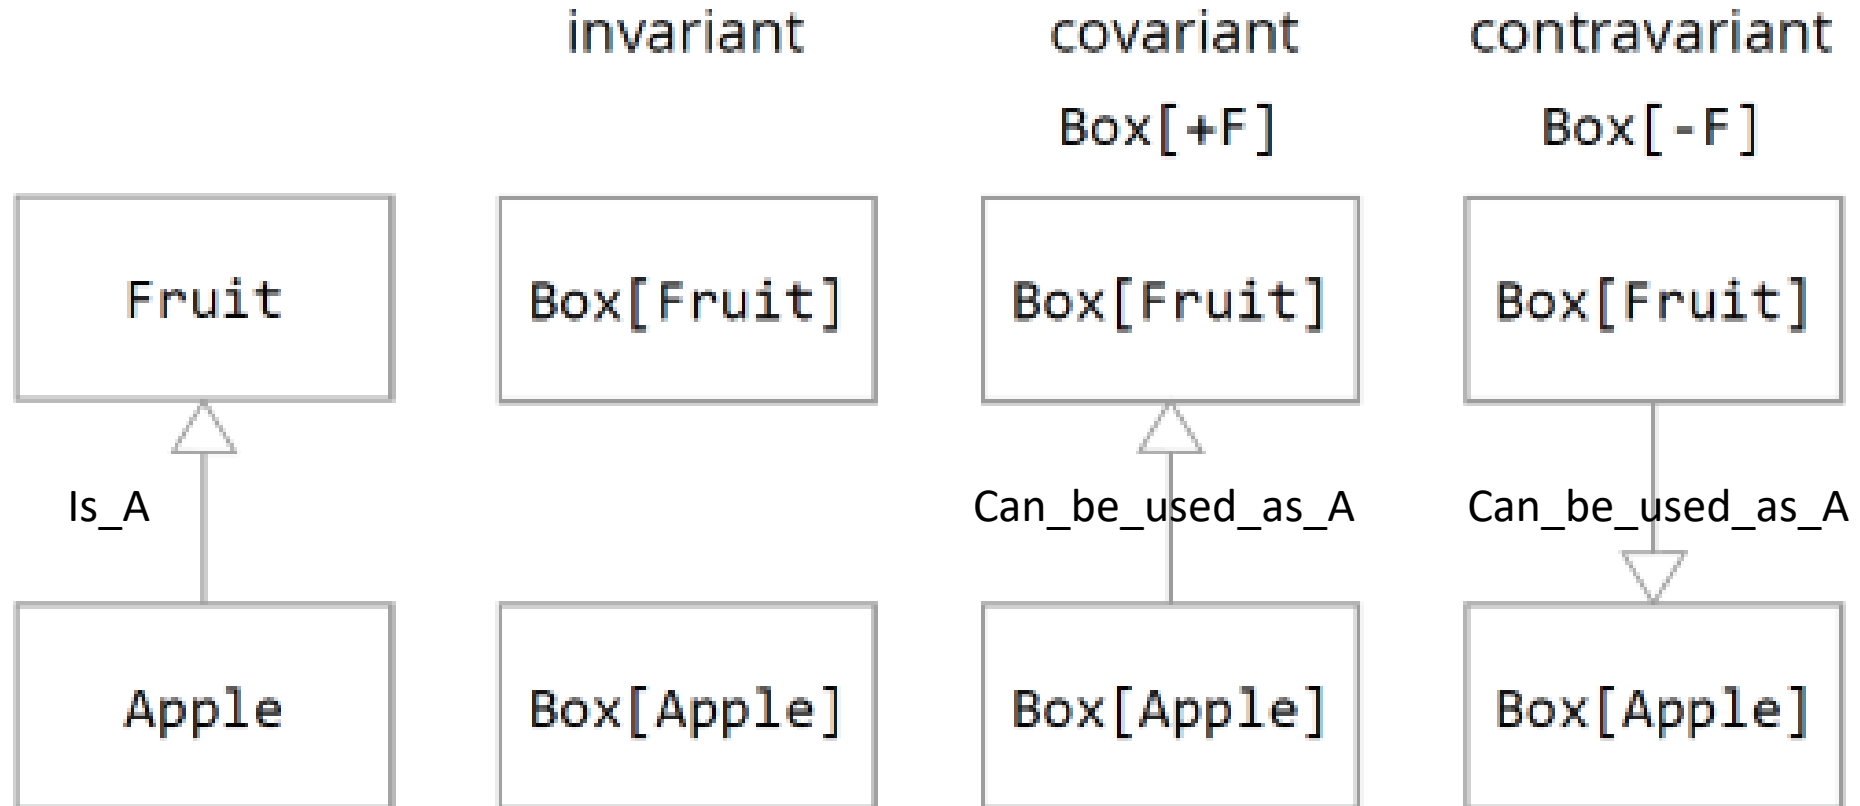 invariant covariant contravariant
Box[+F] Box[-F]
Fruit Box[Fruit] Box[Fruit] Box[Fruit]
Is_A Can_be_used_as_A Can_be_used_as_A
Apple Box[Apple] Box[Apple] Box[Apple]